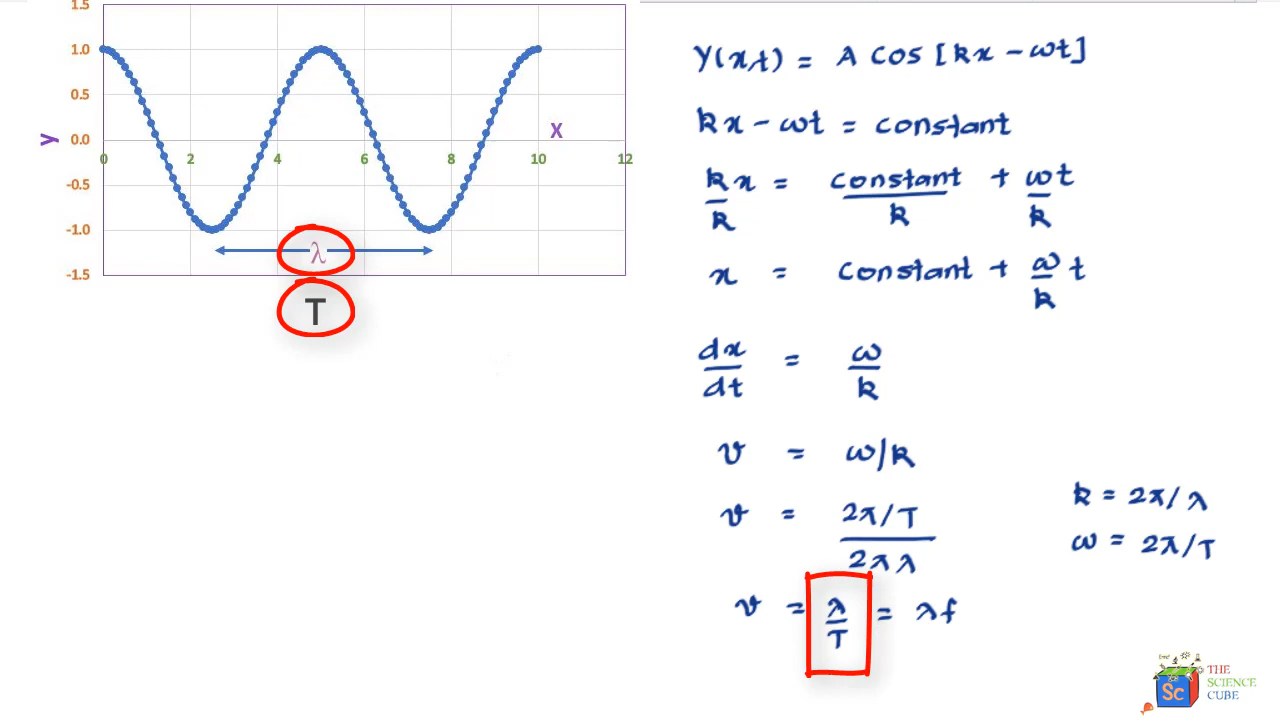 1.5
1.0
0.5
0.0
-0.5
-1.0
-1.5
y
x
0 2 4 6 8 10 12
λ
T
Y(x,t) = A cos [kx - ωt]
kx - ωt = constant
kx/k = constant/k + ωt/k
x = constant + ω/k t
dx/dt = ω/k
v = ω/k
v = 2π/T / 2πλ
k = 2π/λ
ω = 2π/T
v = λ/T = λf
Sc
THE
SCIENCE
CUBE